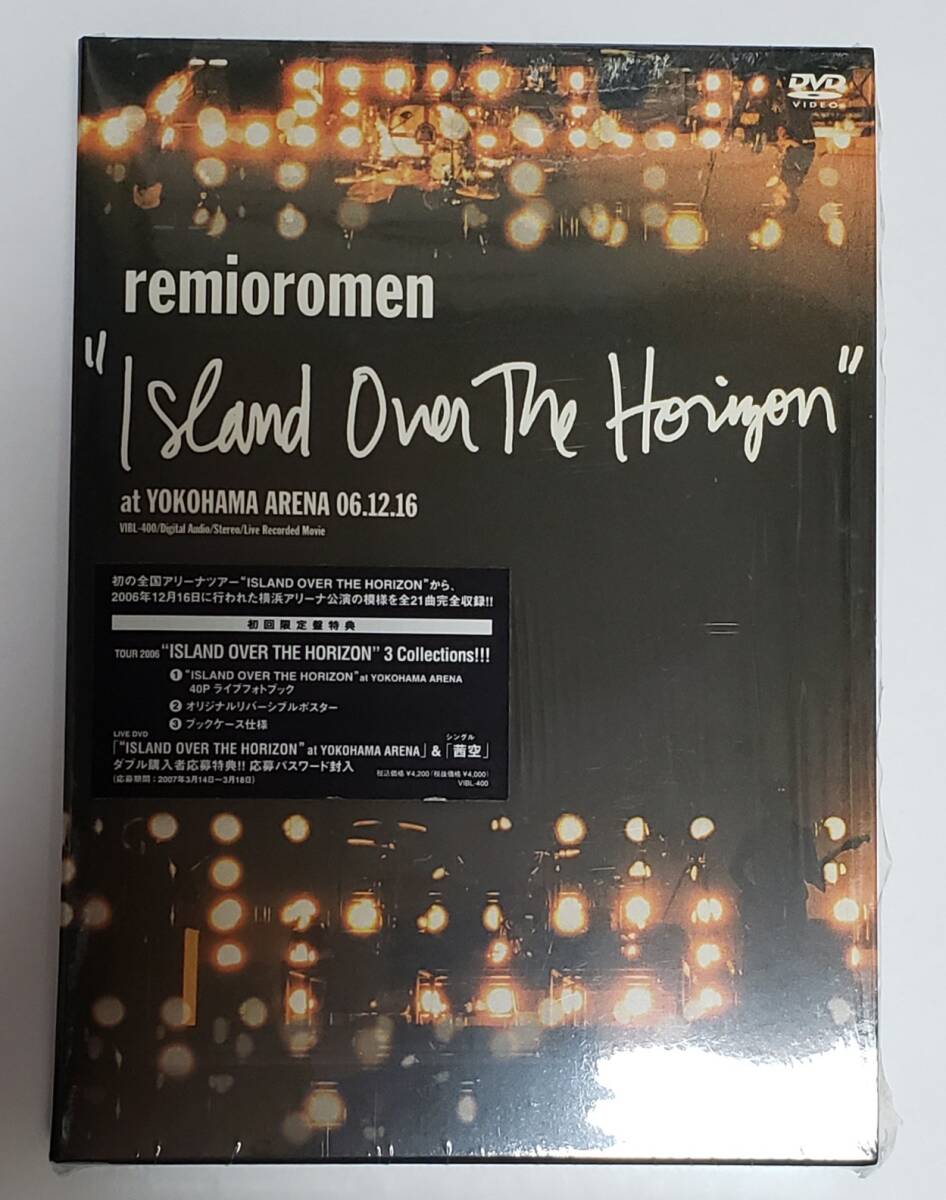 DVD
VIDEO
remioromen
"Island Over The Horizon"
at YOKOHAMA ARENA 06.12.16
VIBL-400/Digital Audio/Stereo/Live Recorded Movie
初の全国アリーナツアー“ISLAND OVER THE HORIZON”から、
2006年12月16日に行われた横浜アリーナ公演の模様を全21曲完全収録!!
初回限定盤特典
TOUR 2006 “ISLAND OVER THE HORIZON” 3 Collections!!!
① “ISLAND OVER THE HORIZON” at YOKOHAMA ARENA
40P ライブフォトブック
② オリジナルリバーシブルポスター
③ ブックケース仕様
LIVE DVD シングル
「“ISLAND OVER THE HORIZON” at YOKOHAMA ARENA」&「茜空」
ダブル購入者応募特典!! 応募パスワード封入 税込価格 ¥4,200（税抜価格 ¥4,000）
（応募期間：2007年3月14日〜3月18日） VIBL-400